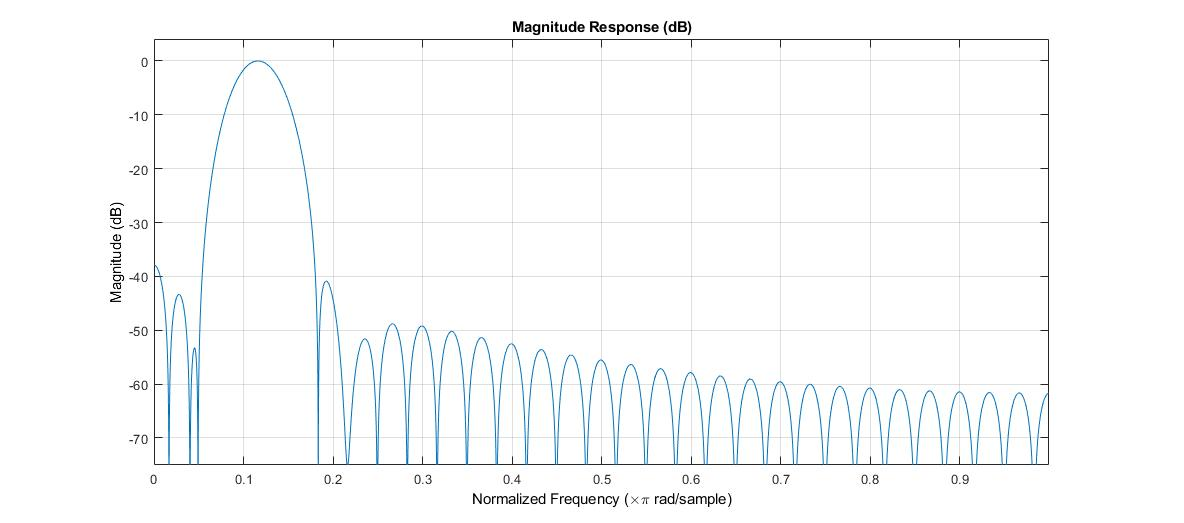 Magnitude Response (dB)
Magnitude (dB)
0
-10
-20
-30
-40
-50
-60
-70
0 0.1 0.2 0.3 0.4 0.5 0.6 0.7 0.8 0.9
Normalized Frequency (×π rad/sample)